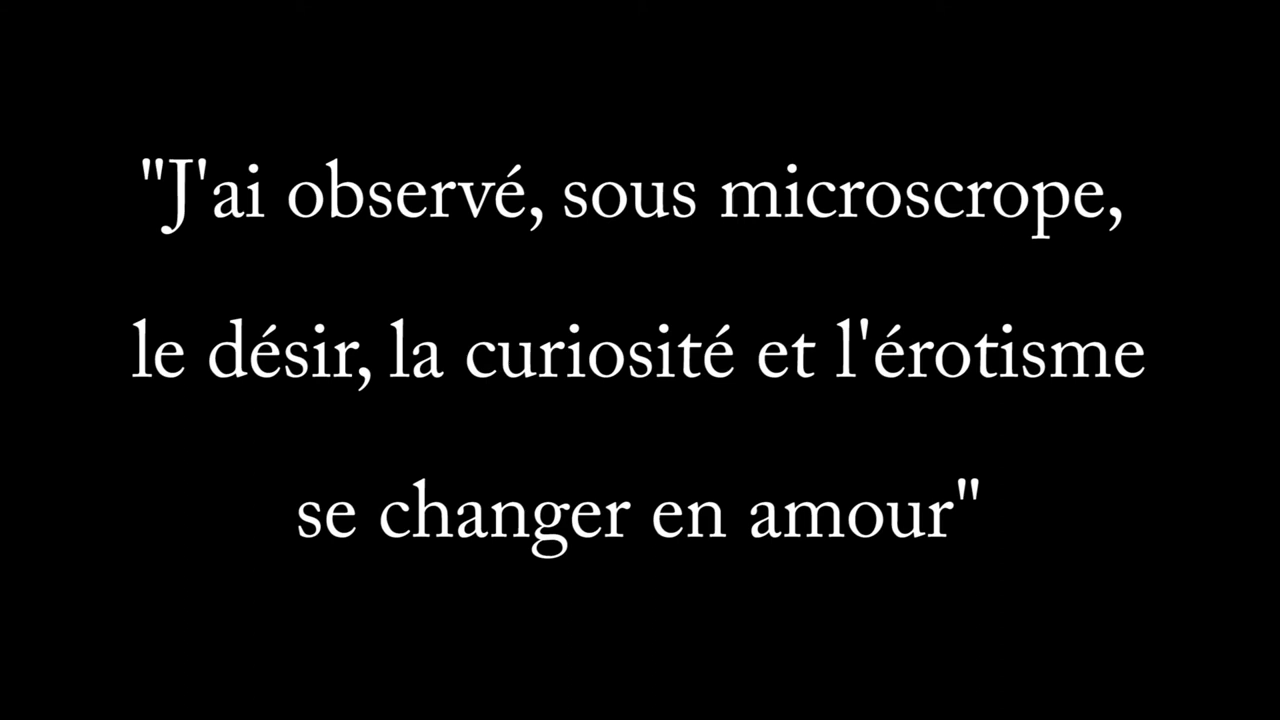 "J'ai observé, sous microscrope,
le désir, la curiosité et l'érotisme
se changer en amour"